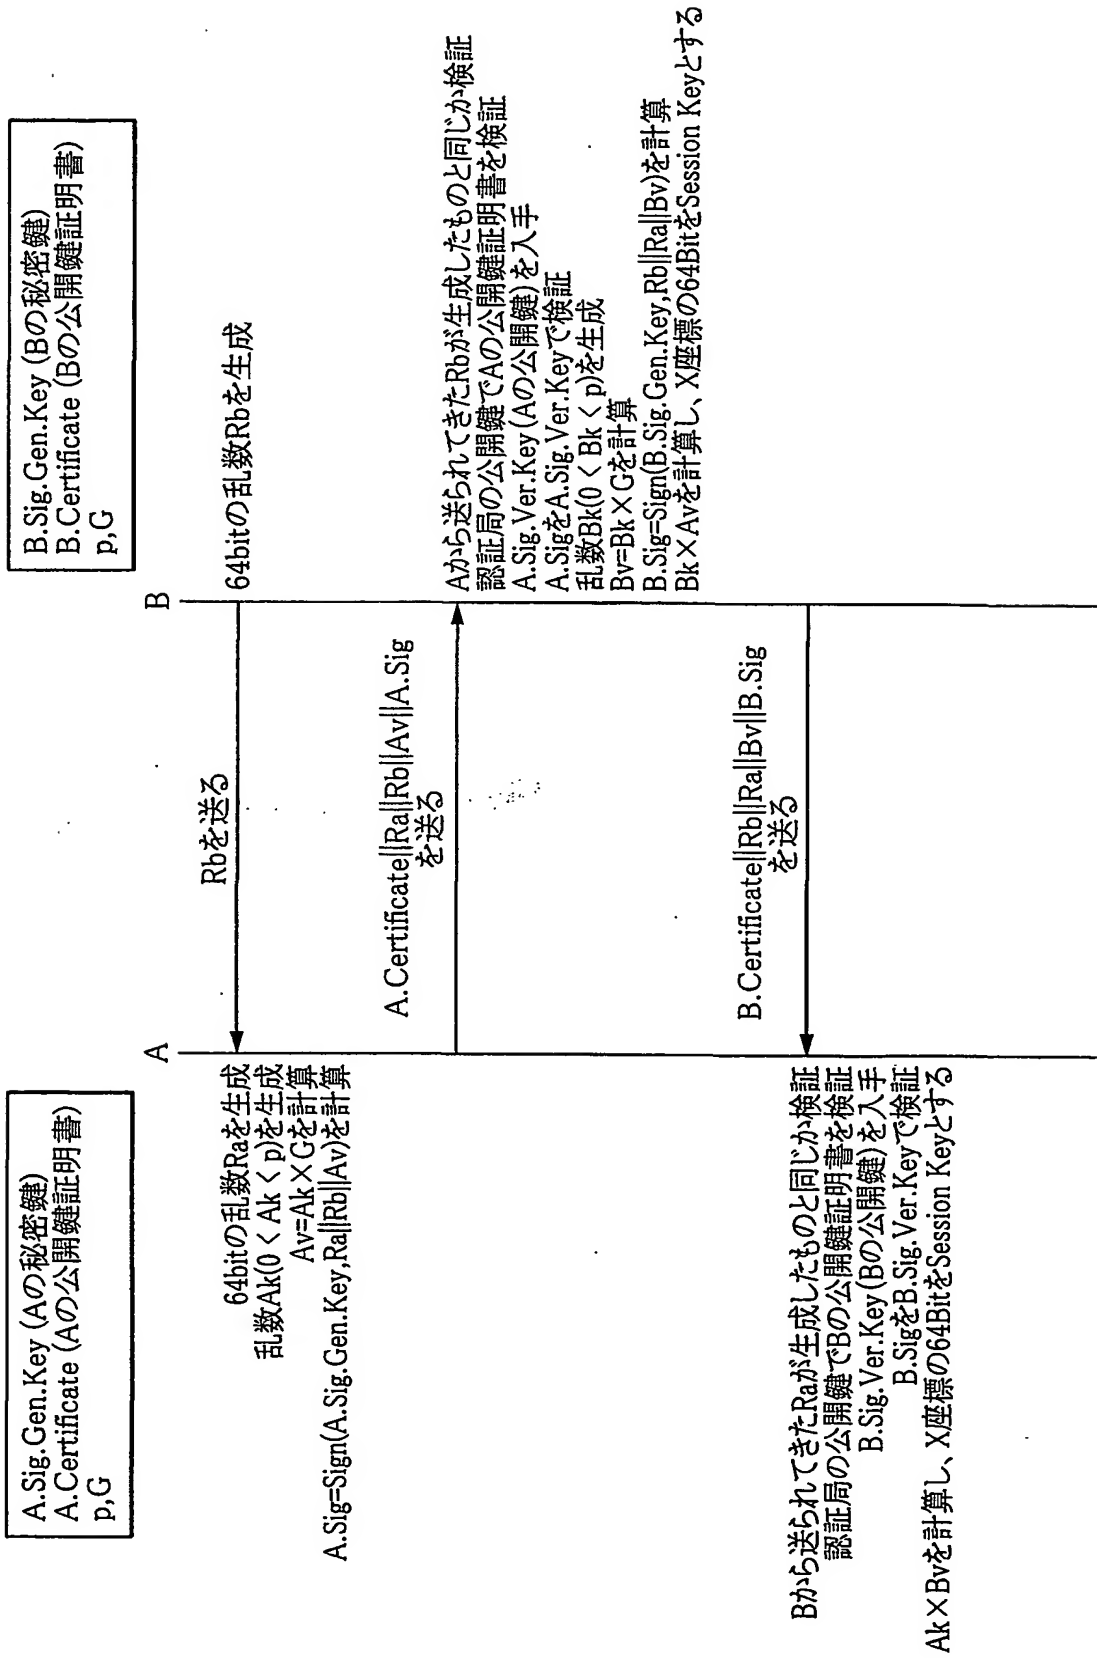 A.Sig.Gen.Key (Aの秘密鍵)
A.Certificate (Aの公開鍵証明書)
p,G
B.Sig.Gen.Key (Bの秘密鍵)
B.Certificate (Bの公開鍵証明書)
p,G
A
B
Rbを送る
64bitの乱数Rbを生成
64bitの乱数Raを生成
乱数Ak(0 < Ak < p)を生成
Av=Ak×Gを計算
A.Sig=Sign(A.Sig.Gen.Key,Ra||Rb||Av)を計算
A.Certificate||Ra||Rb||Av||A.Sig
を送る
Aから送られてきたRbが生成したものと同じか検証
認証局の公開鍵でAの公開鍵証明書を検証
A.Sig.Ver.Key(Aの公開鍵)を入手
A.SigをA.Sig.Ver.Keyで検証
乱数Bk(0 < Bk < p)を生成
Bv=Bk×Gを計算
B.Sig=Sign(B.Sig.Gen.Key,Rb||Ra||Bv)を計算
Bk×Avを計算し、X座標の64BitをSession Keyとする
B.Certificate||Rb||Ra||Bv||B.Sig
を送る
Bから送られてきたRaが生成したものと同じか検証
認証局の公開鍵でBの公開鍵証明書を検証
B.Sig.Ver.Key(Bの公開鍵)を入手
B.SigをB.Sig.Ver.Keyで検証
Ak×Bvを計算し、X座標の64BitをSession Keyとする